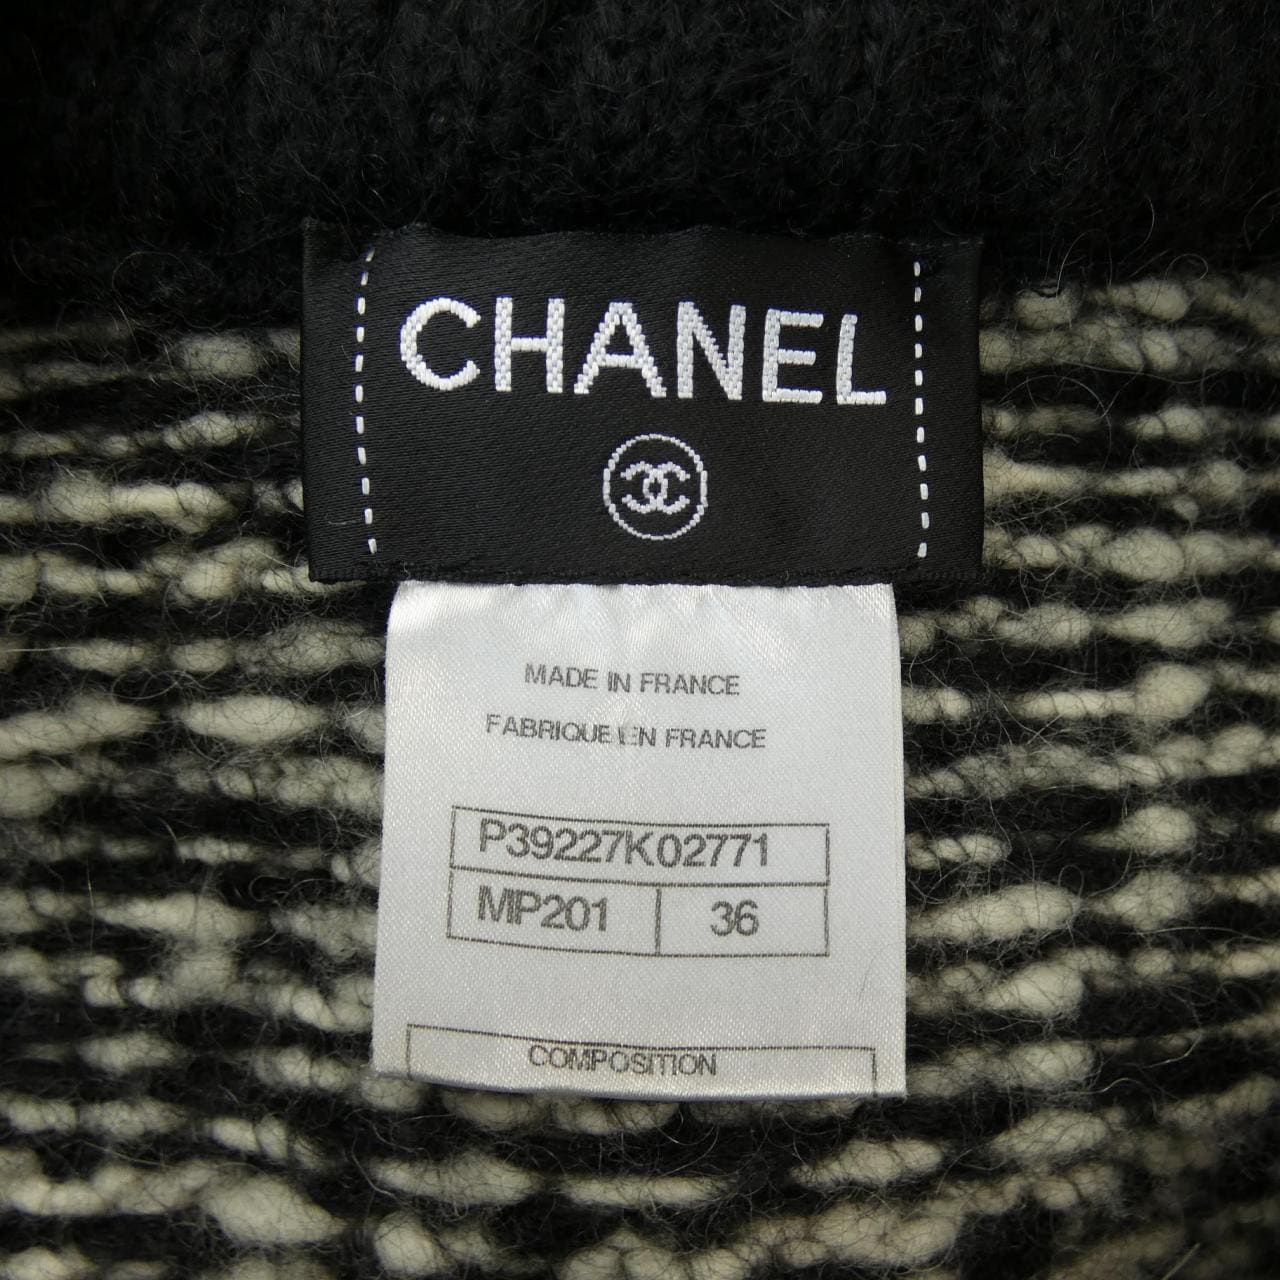 CHANEL
MADE IN FRANCE
FABRIQUE EN FRANCE
P39227K02771
MP201 36
COMPOSITION